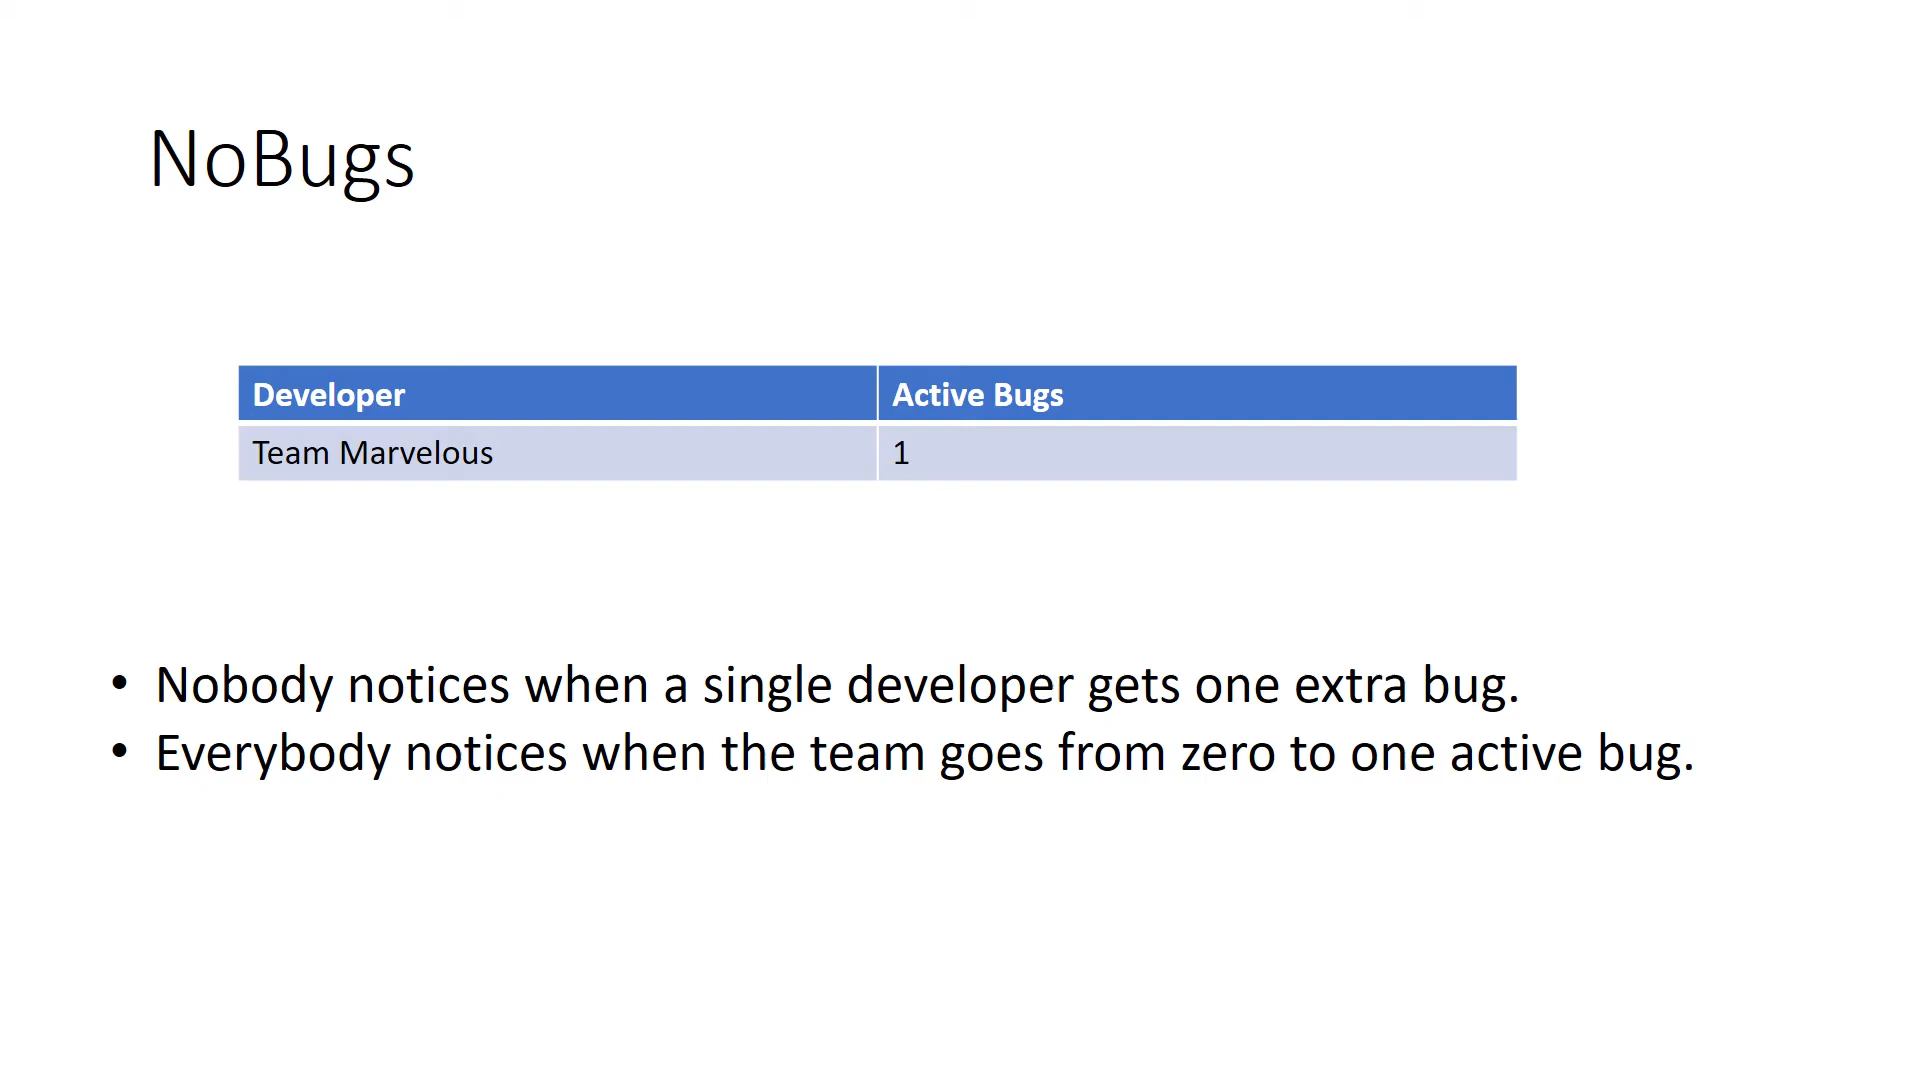 NoBugs
Developer Active Bugs
Team Marvelous 1
• Nobody notices when a single developer gets one extra bug.
• Everybody notices when the team goes from zero to one active bug.